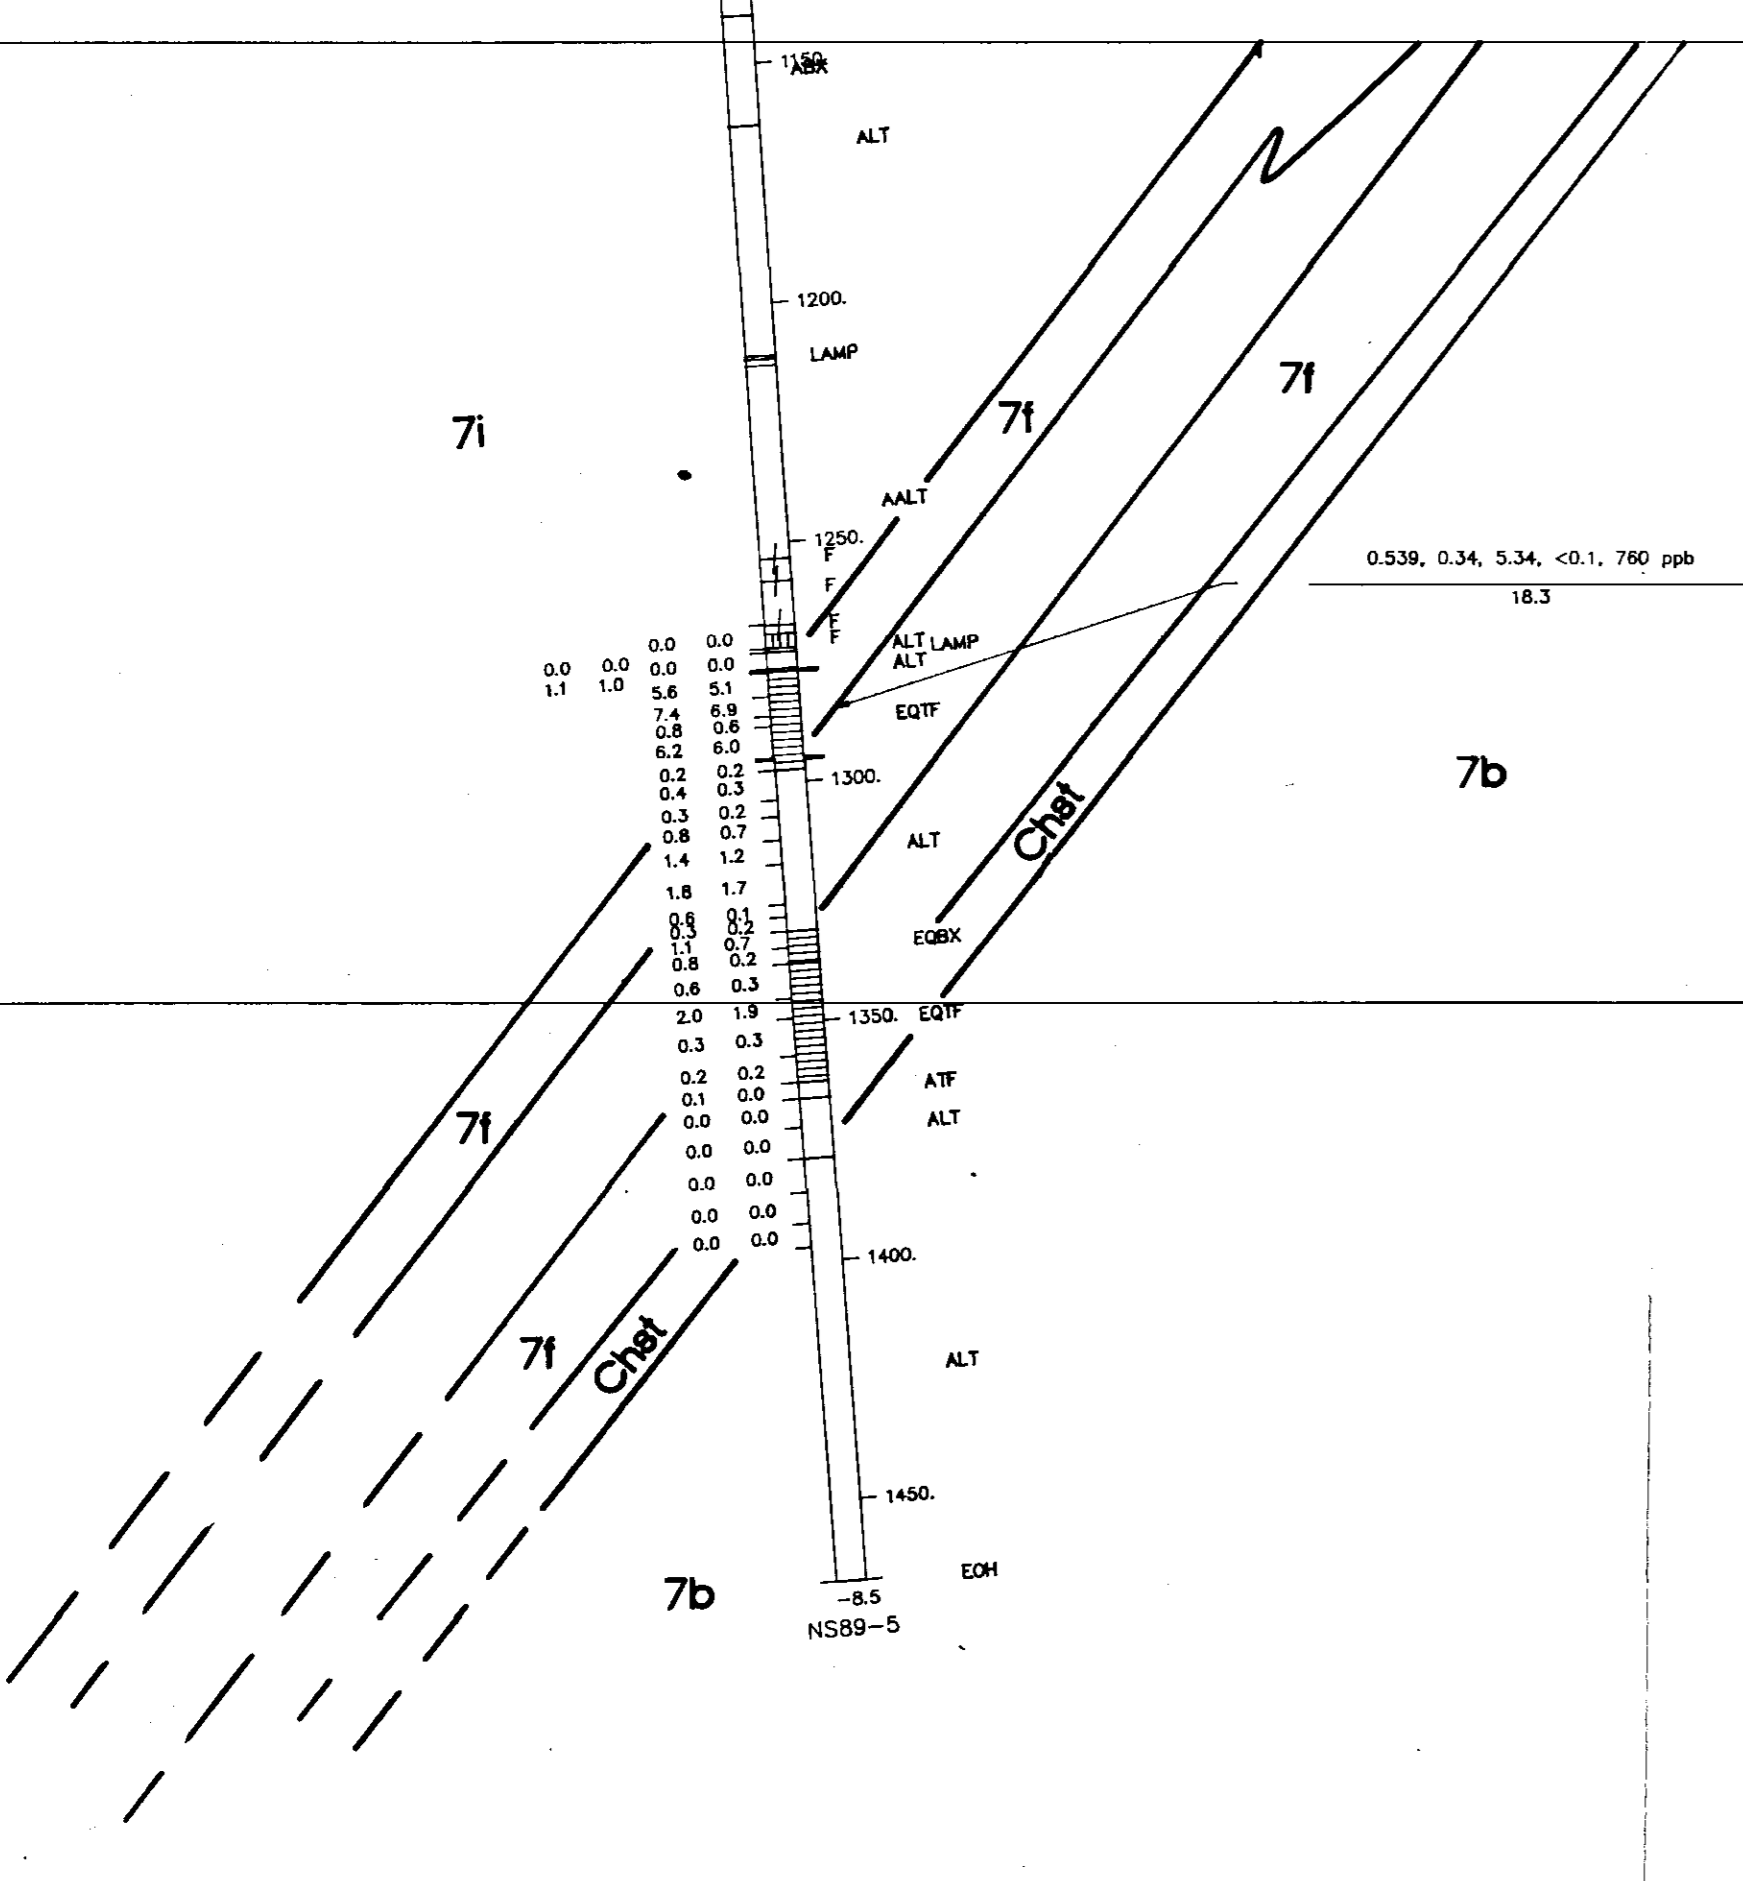 1150.
ABX
ALT
1200.
LAMP
7f
7f
7i
AALT
1250.
F
F
0.539, 0.34, 5.34, <0.1, 760 ppb
18.3
F
F
0.0 0.0
ALT LAMP
0.0 0.0 0.0 0.0
ALT
1.1 1.0 5.6 5.1
7.4 6.9
EQTF
0.8 0.6
6.2 6.0
0.2 0.2
1300.
7b
0.4 0.3
0.3 0.2
0.8 0.7
ALT
Chst
1.4 1.2
1.8 1.7
0.6 0.1
0.3 0.2
EQBX
1.1 0.7
0.8 0.2
0.6 0.3
2.0 1.9
1350.
EQTF
0.3 0.3
0.2 0.2
ATF
0.1 0.0
0.0 0.0
ALT
7f
0.0 0.0
0.0 0.0
0.0 0.0
0.0 0.0
1400.
7f
Chst
ALT
1450.
EOH
7b
-8.5
NS89-5